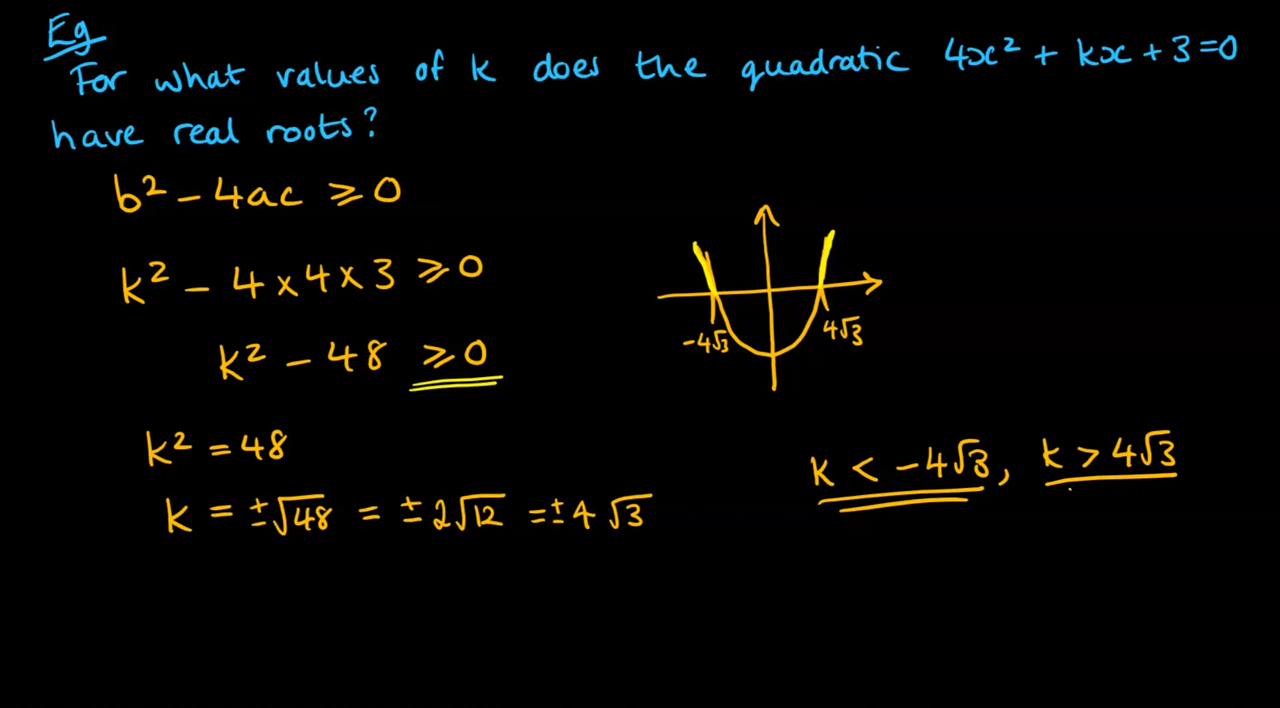 Eg
For what values of k does the quadratic 4x² + kx + 3 = 0
have real roots?
b² - 4ac ⩾ 0
k² - 4 × 4 × 3 ⩾ 0
k² - 48 ⩾ 0
-4√3 4√3
k² = 48
k < -4√3, k > 4√3
k = ±√48 = ±2√12 = ±4√3